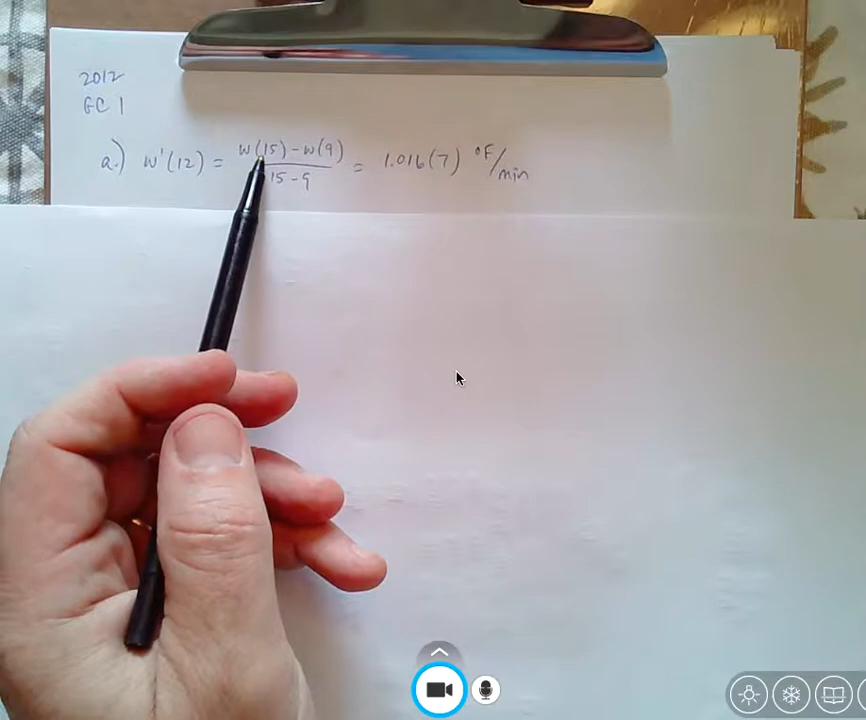 2012
GC 1
a.) w'(12) = w(15) - w(9) / 15 - 9 = 1.016(7) °F/min